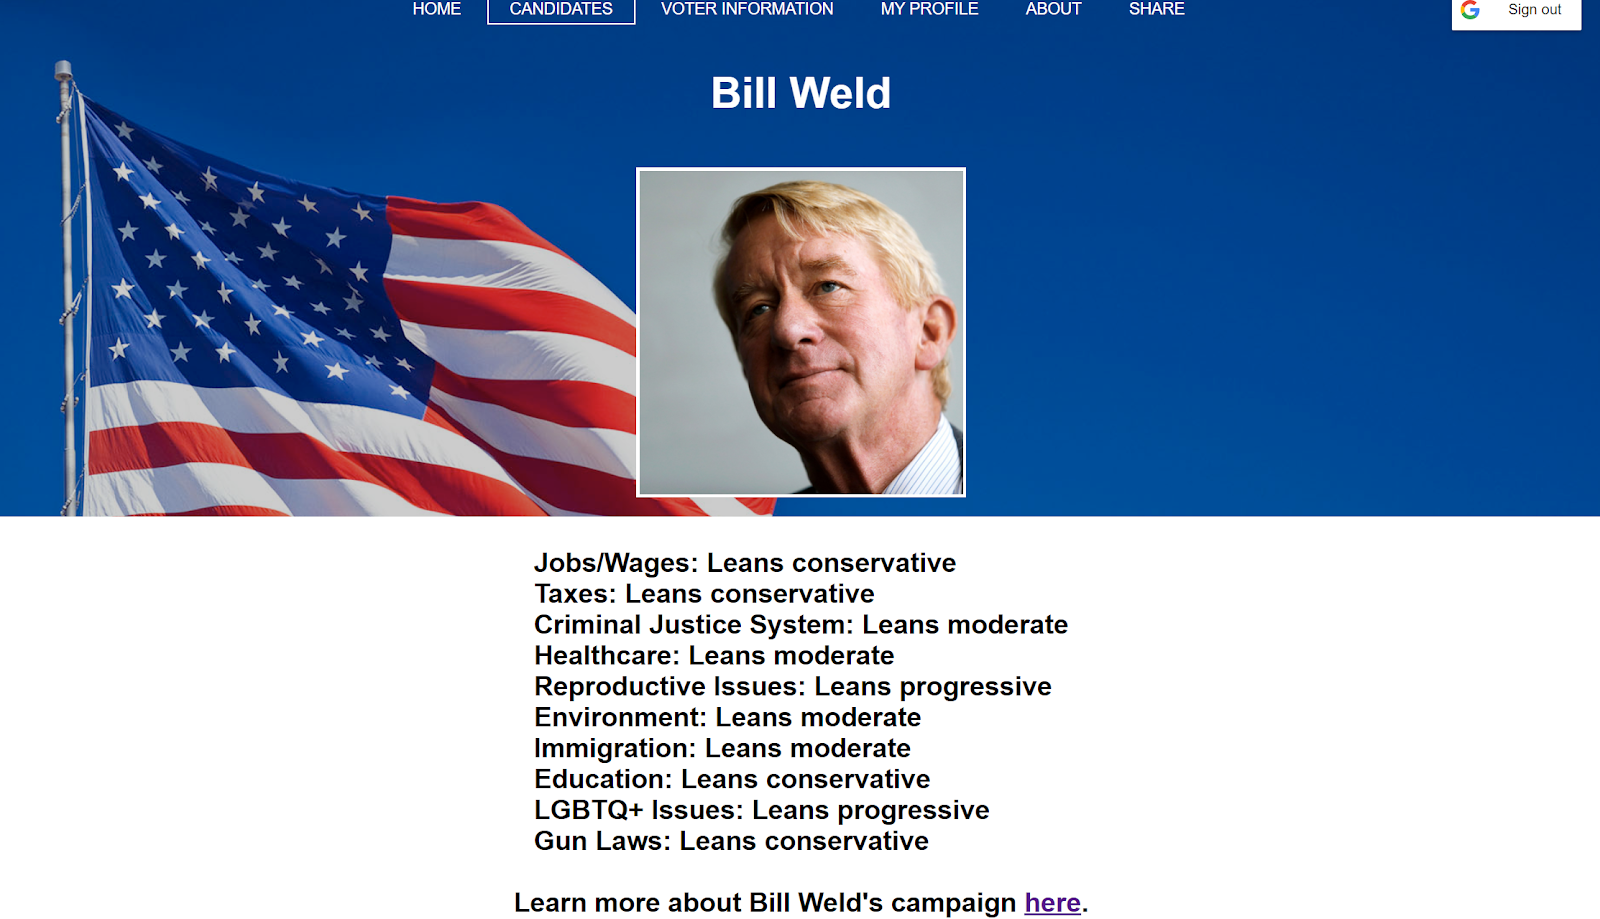 HOME CANDIDATES VOTER INFORMATION MY PROFILE ABOUT SHARE Sign out
Bill Weld
Jobs/Wages: Leans conservative
Taxes: Leans conservative
Criminal Justice System: Leans moderate
Healthcare: Leans moderate
Reproductive Issues: Leans progressive
Environment: Leans moderate
Immigration: Leans moderate
Education: Leans conservative
LGBTQ+ Issues: Leans progressive
Gun Laws: Leans conservative
Learn more about Bill Weld's campaign here.